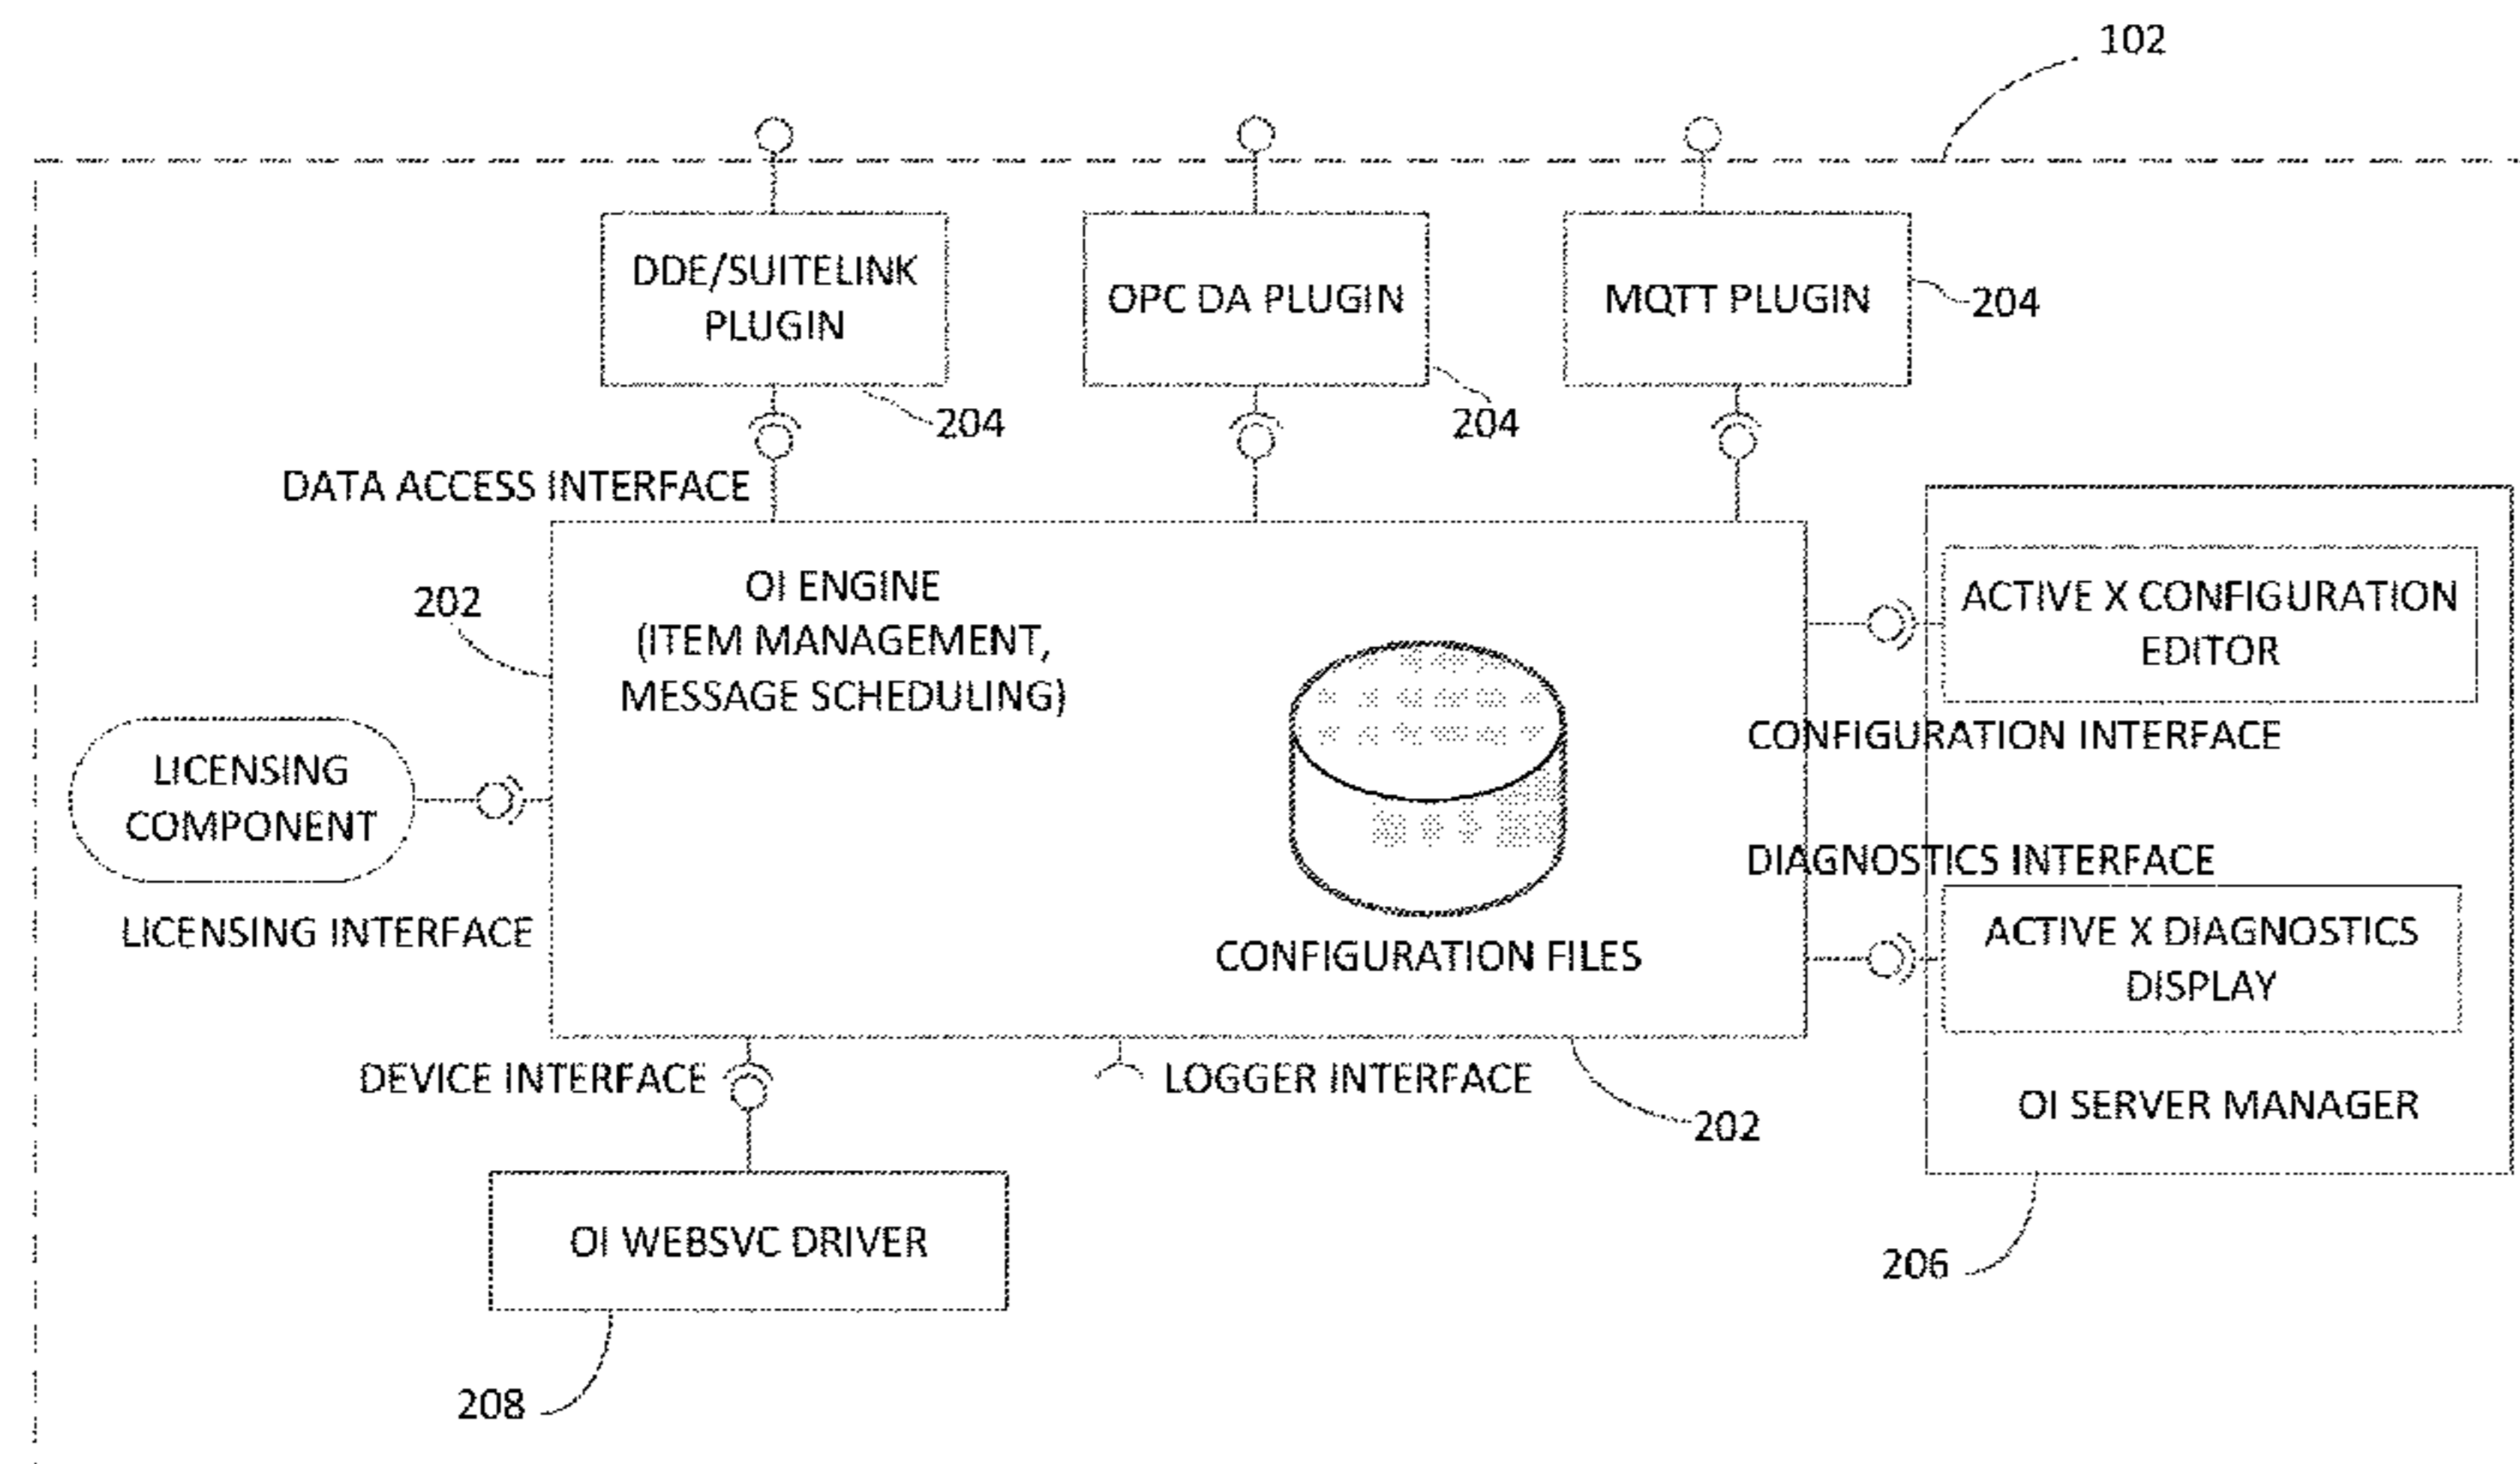 102
DDE/SUITELINK
PLUGIN
OPC DA PLUGIN
MQTT PLUGIN
204
204
204
DATA ACCESS INTERFACE
202
OI ENGINE
(ITEM MANAGEMENT,
MESSAGE SCHEDULING)
ACTIVE X CONFIGURATION
EDITOR
CONFIGURATION INTERFACE
LICENSING
COMPONENT
LICENSING INTERFACE
DIAGNOSTICS INTERFACE
CONFIGURATION FILES
ACTIVE X DIAGNOSTICS
DISPLAY
DEVICE INTERFACE
LOGGER INTERFACE
202
OI SERVER MANAGER
OI WEBSVC DRIVER
206
208